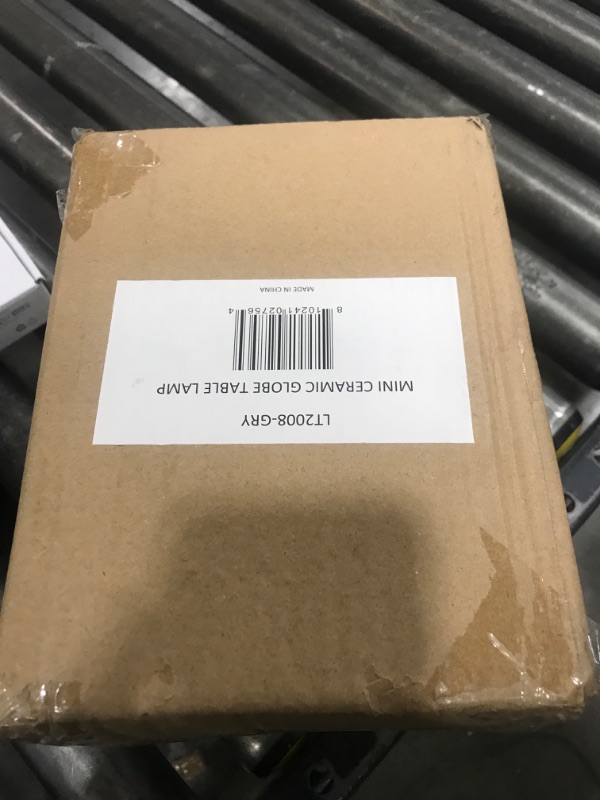 LT2008-GRY
MINI CERAMIC GLOBE TABLE LAMP
8 10241 02756 4
MADE IN CHINA